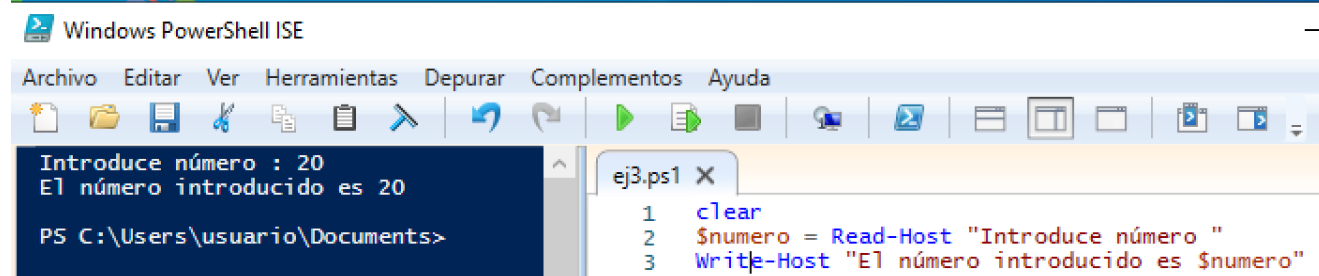 Windows PowerShell ISE
Archivo Editar Ver Herramientas Depurar Complementos Ayuda
Introduce número : 20
El número introducido es 20
PS C:\Users\usuario\Documents>
ej3.ps1
1 clear
2 $numero = Read-Host "Introduce número "
3 Write-Host "El número introducido es $numero"